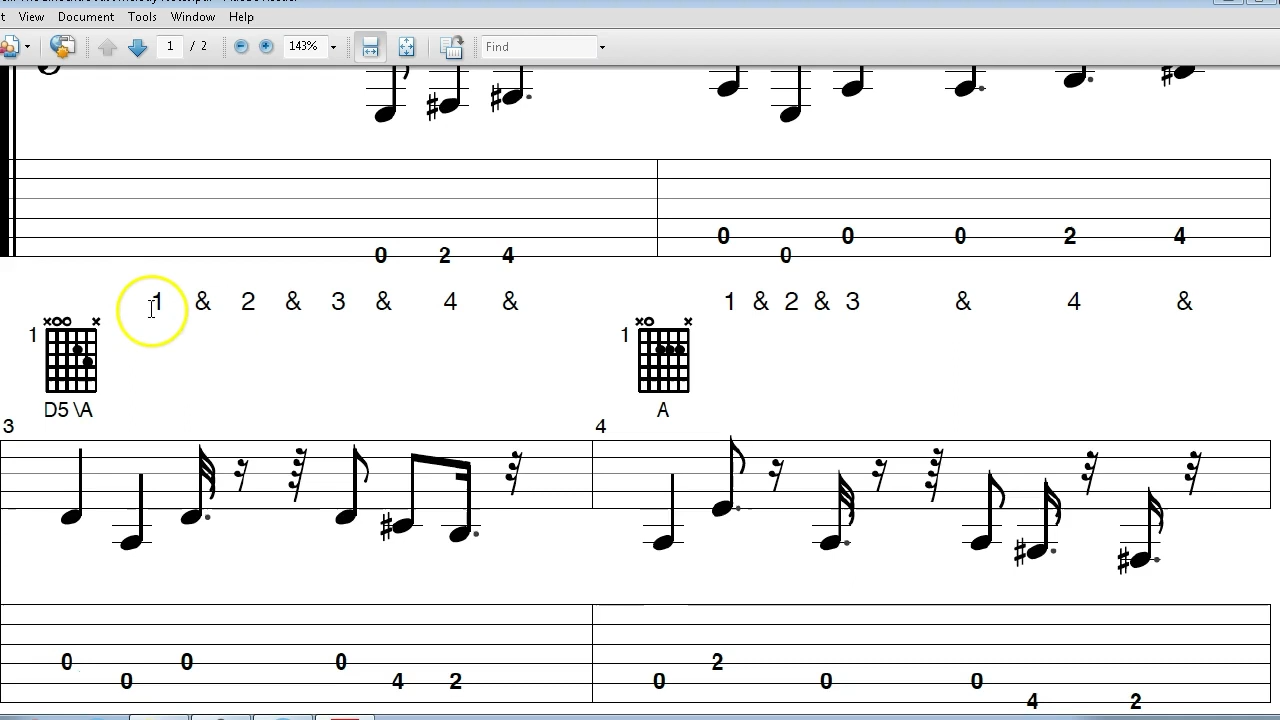 View Document Tools Window Help
1 / 2 143% Find
0 2 4 0 0 0 0 2 4
1 & 2 & 3 & 4 & 1 & 2 & 3 & 4 &
1 1
D5 \A A
3 4
0 0 0 0 4 2 0 2 0 0 4 2